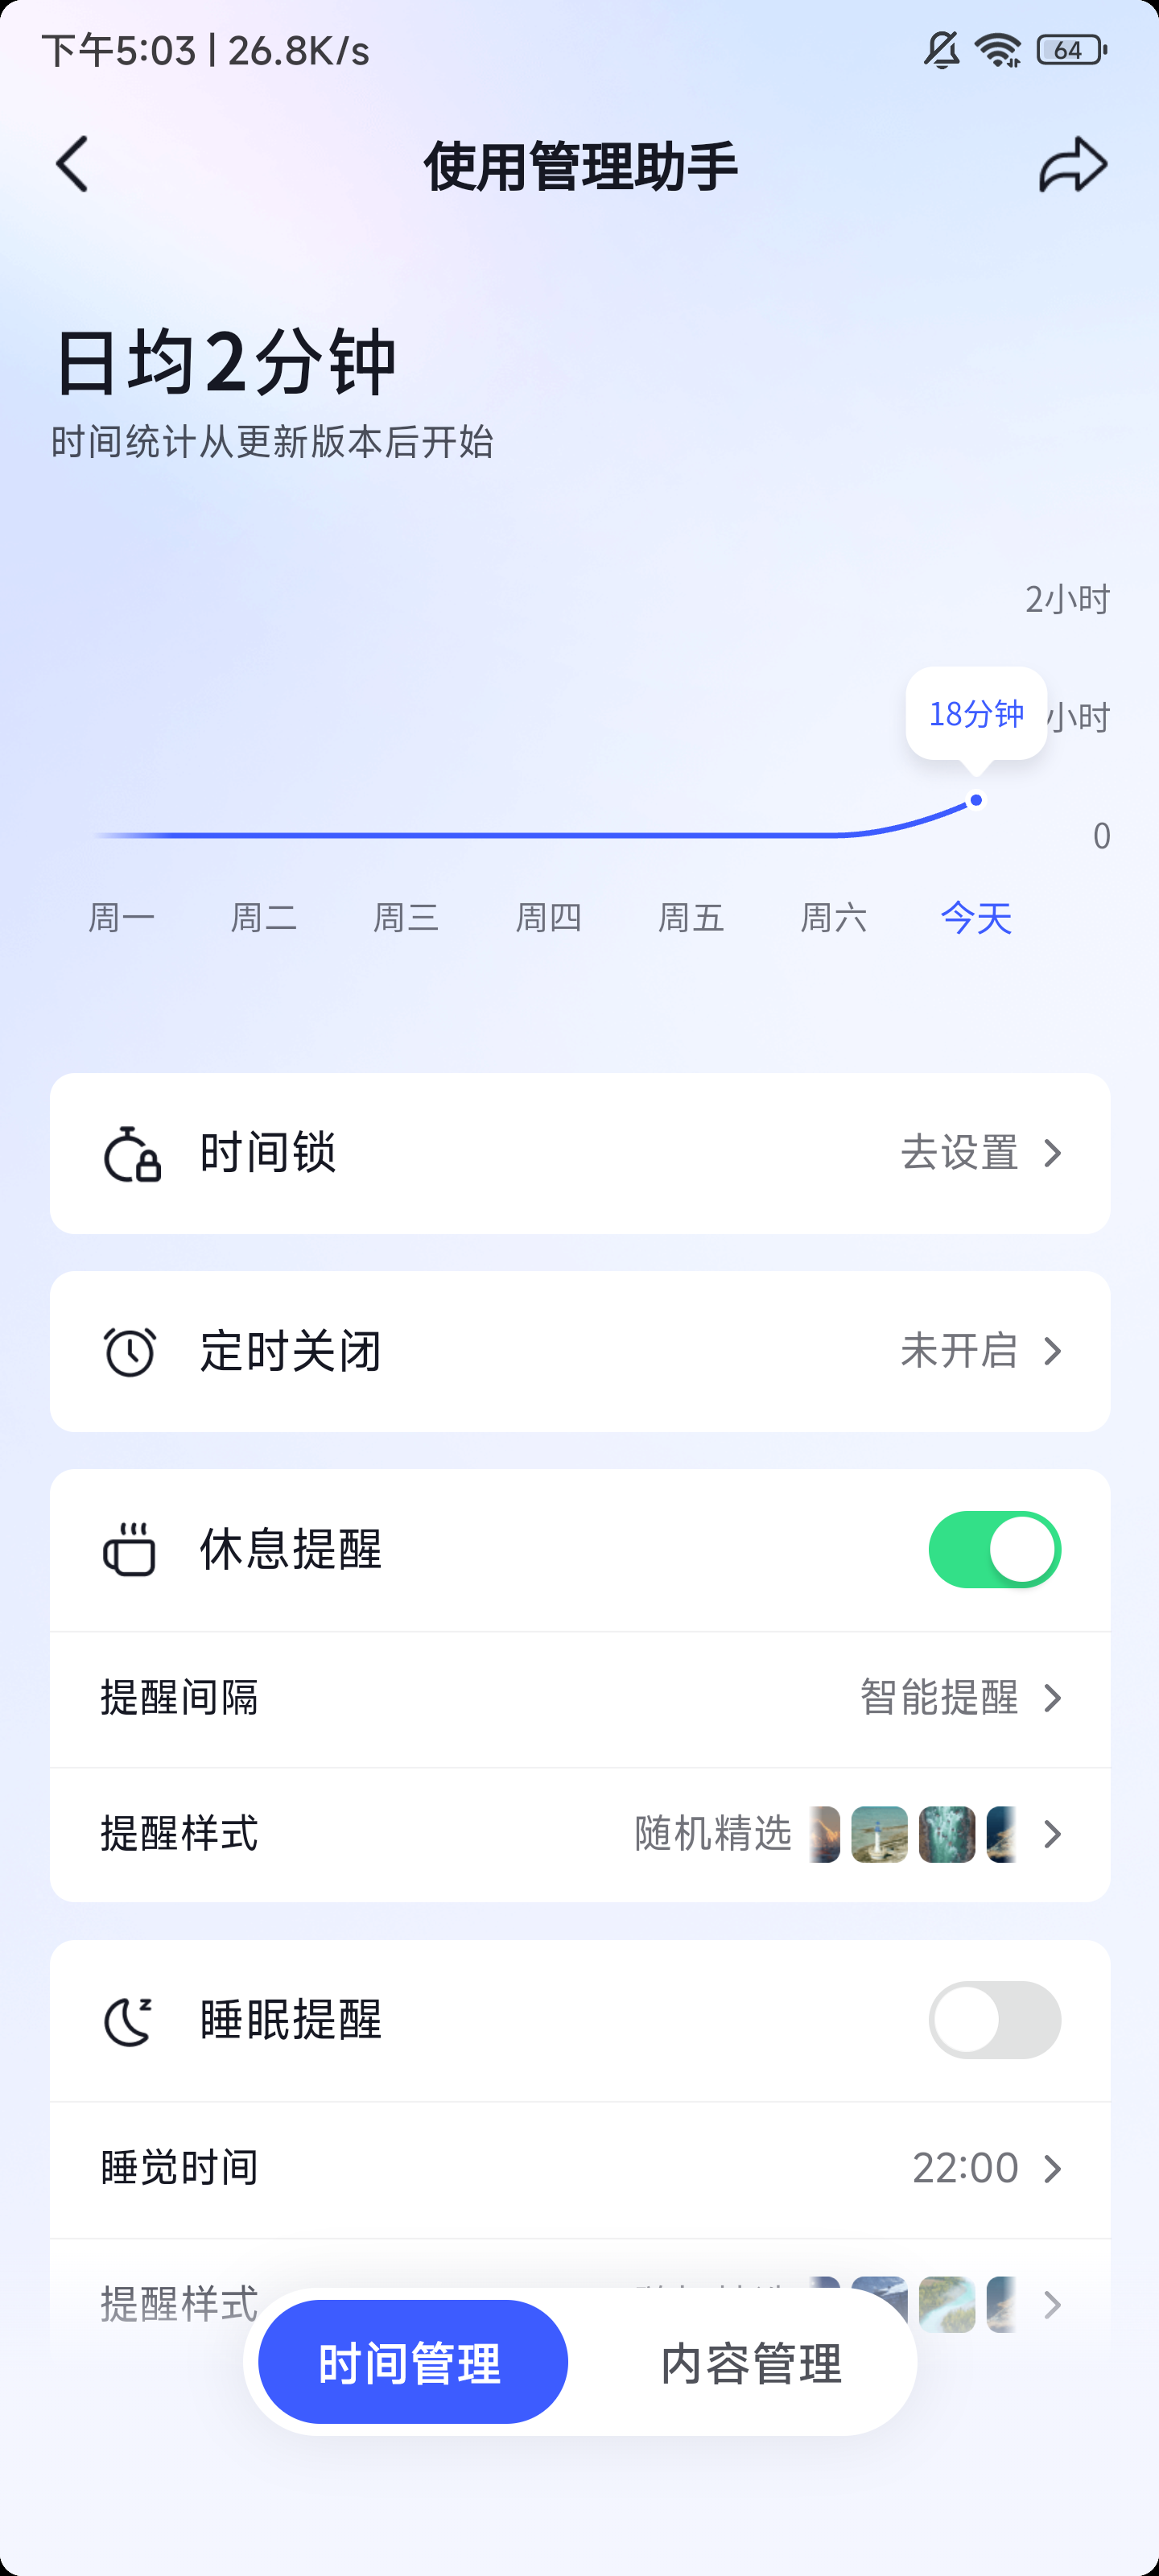 下午5:03 | 26.8K/s
64
使用管理助手
日均2分钟
时间统计从更新版本后开始
2小时
18分钟
小时
0
周一 周二 周三 周四 周五 周六 今天
时间锁 去设置
定时关闭 未开启
休息提醒
提醒间隔 智能提醒
提醒样式 随机精选
睡眠提醒
睡觉时间 22:00
提醒样式
时间管理 内容管理